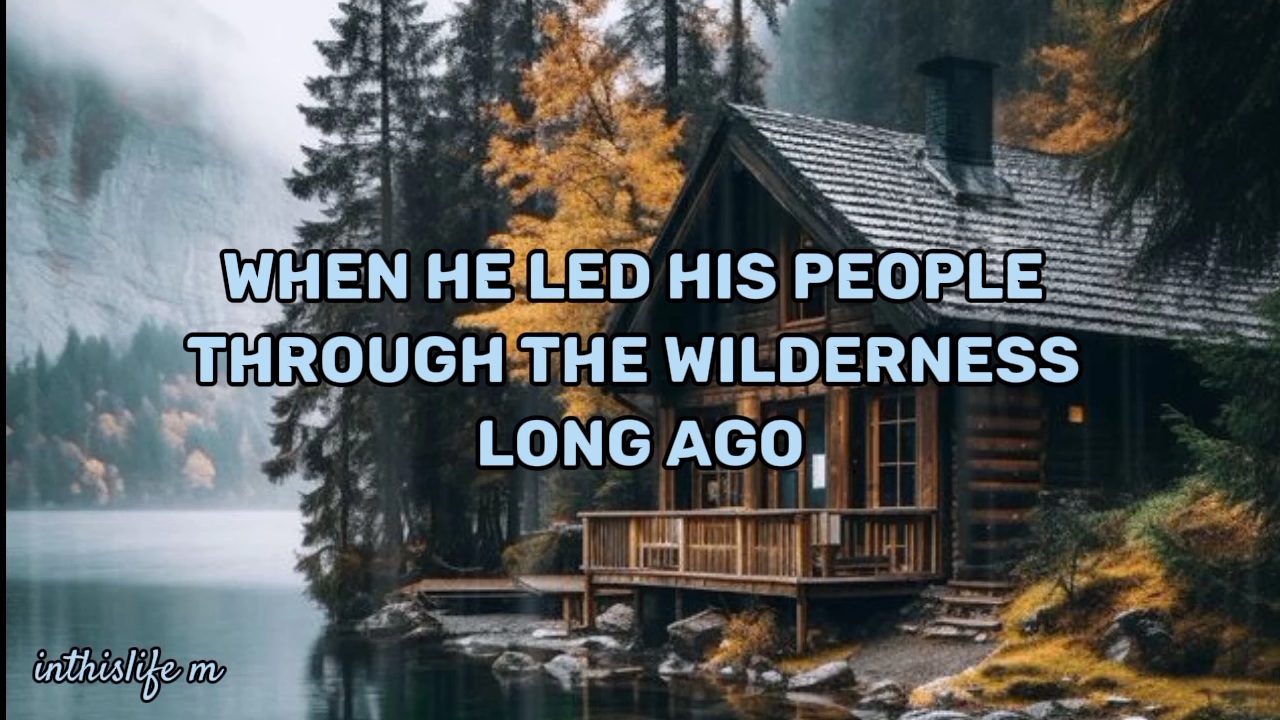 WHEN HE LED HIS PEOPLE
THROUGH THE WILDERNESS
LONG AGO
inthislife m